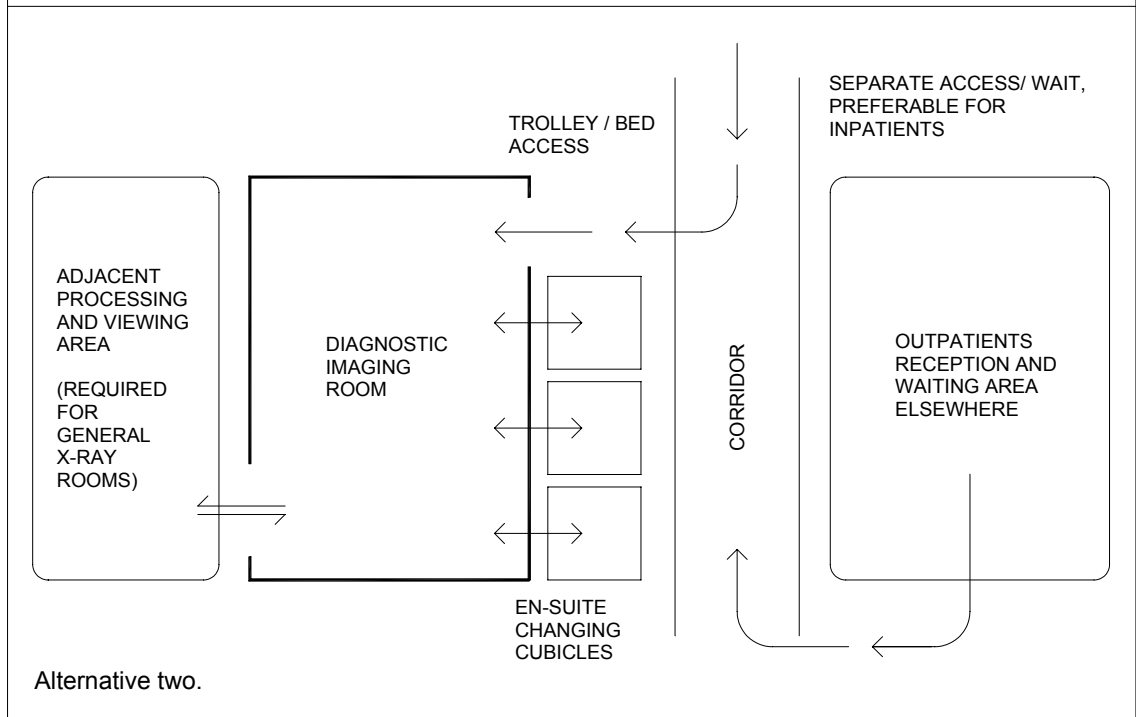 SEPARATE ACCESS/ WAIT,
PREFERABLE FOR
INPATIENTS
TROLLEY / BED
ACCESS
ADJACENT
PROCESSING
AND VIEWING
AREA
(REQUIRED
FOR
GENERAL
X-RAY
ROOMS)
DIAGNOSTIC
IMAGING
ROOM
CORRIDOR
OUTPATIENTS
RECEPTION AND
WAITING AREA
ELSEWHERE
EN-SUITE
CHANGING
CUBICLES
Alternative two.